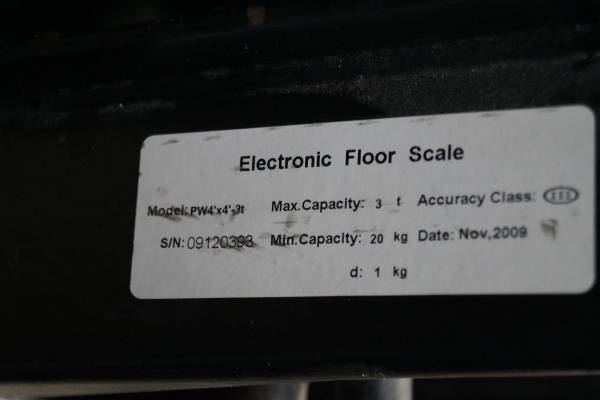 Electronic Floor Scale
Model:PW4'x4'-3t Max.Capacity: 3 t Accuracy Class: III
S/N:09120393 Min.Capacity: 20 kg Date: Nov,2009
d: 1 kg